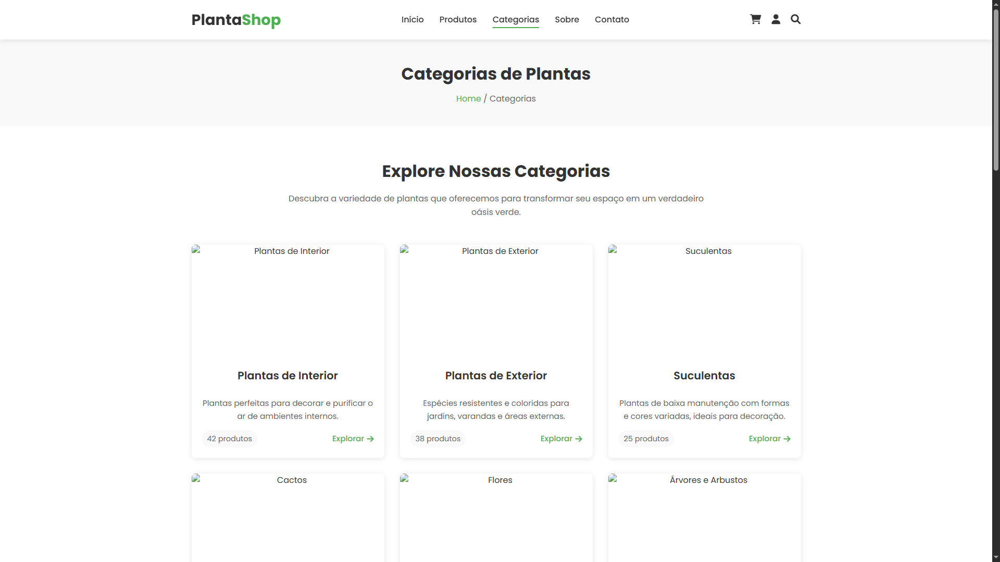 PlantaShop
Início Produtos Categorias Sobre Contato
Categorias de Plantas
Home / Categorias
Explore Nossas Categorias
Descubra a variedade de plantas que oferecemos para transformar seu espaço em um verdadeiro
oásis verde.
Plantas de Interior
Plantas de Interior
Plantas perfeitas para decorar e purificar o
ar de ambientes internos.
42 produtos Explorar
Plantas de Exterior
Plantas de Exterior
Espécies resistentes e coloridas para
jardins, varandas e áreas externas.
38 produtos Explorar
Suculentas
Suculentas
Plantas de baixa manutenção com formas
e cores variadas, ideais para decoração.
25 produtos Explorar
Cactos
Flores
Árvores e Arbustos